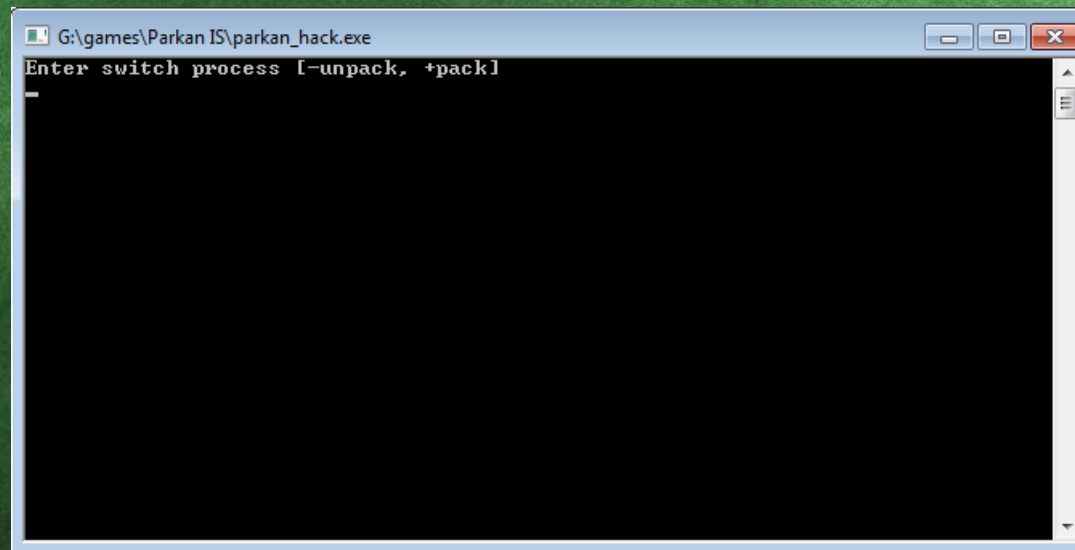 G:\games\Parkan IS\parkan_hack.exe
Enter switch process [-unpack, +pack]